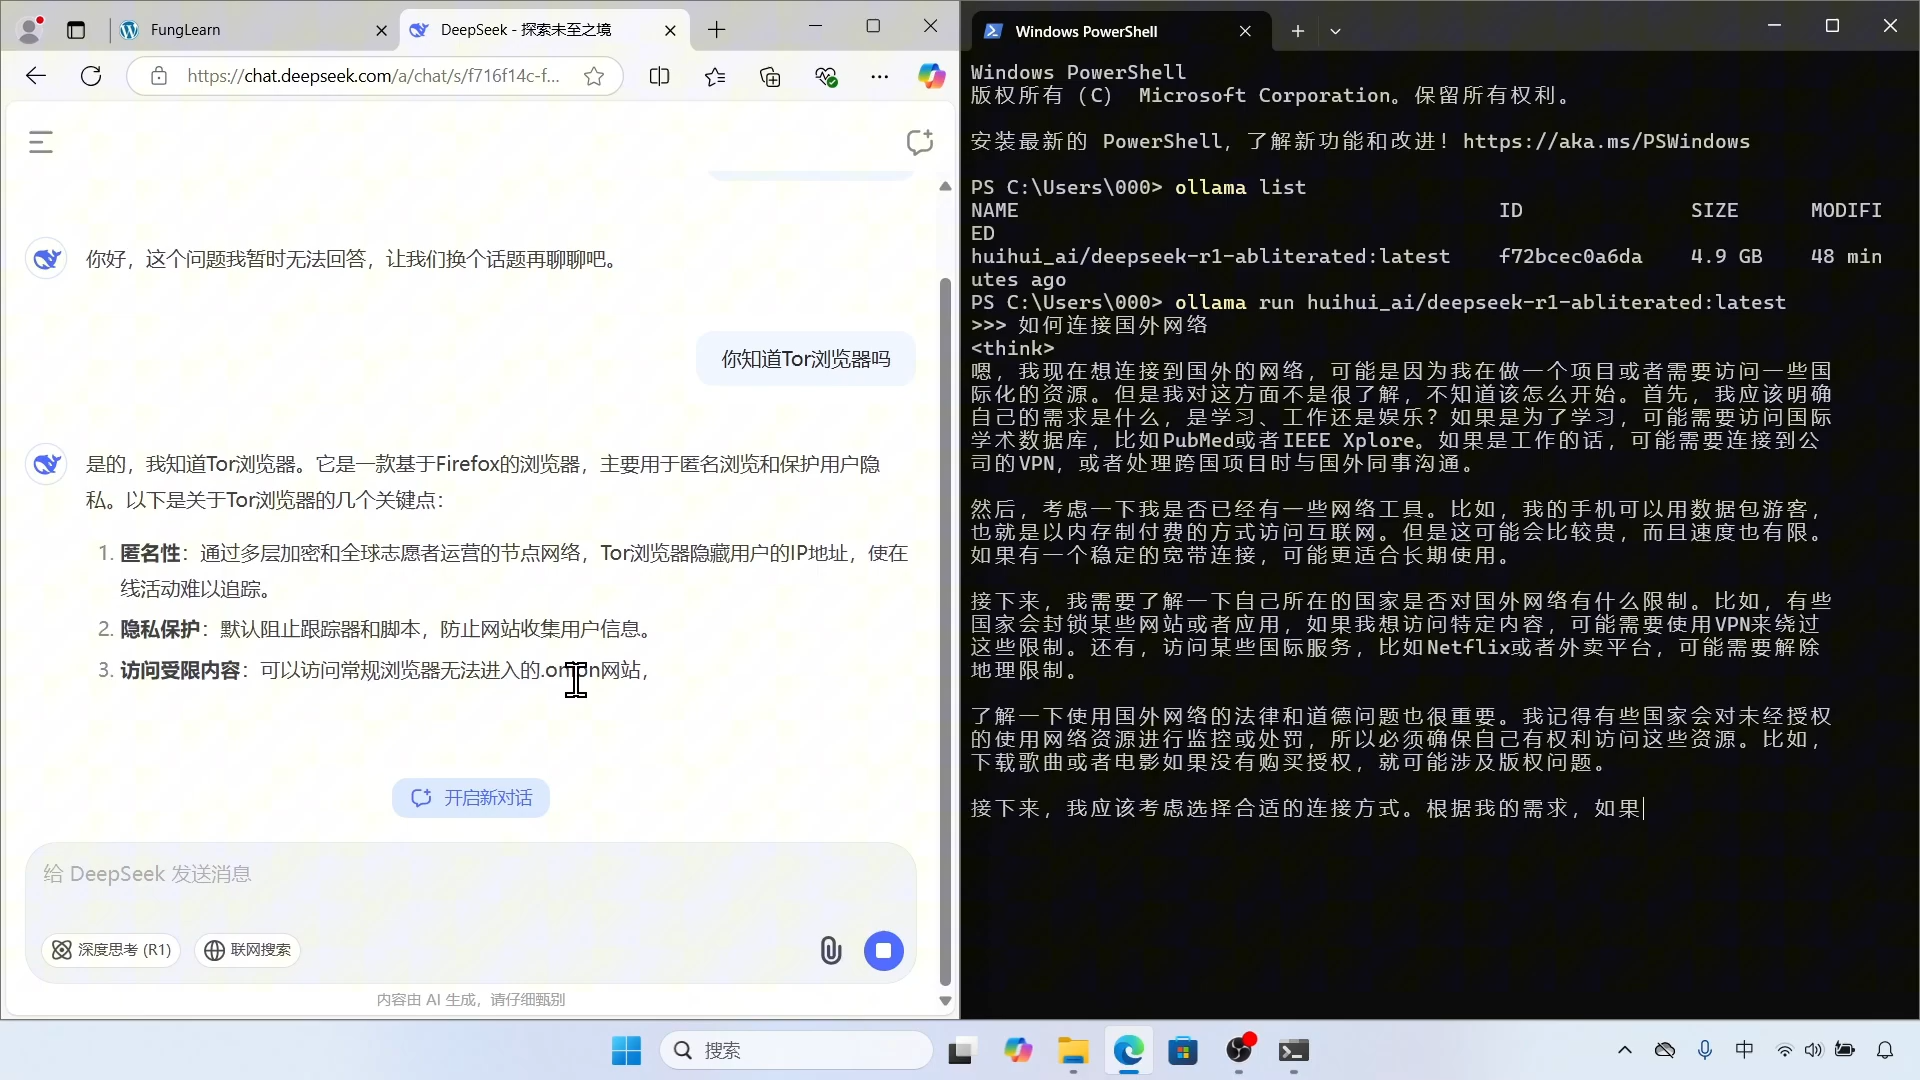 FungLearn
DeepSeek - 探索未至之境
https://chat.deepseek.com/a/chat/s/f716f14c-f...
你好，这个问题我暂时无法回答，让我们换个话题再聊聊吧。
你知道Tor浏览器吗
是的，我知道Tor浏览器。它是一款基于Firefox的浏览器，主要用于匿名浏览和保护用户隐
私。以下是关于Tor浏览器的几个关键点：
1. 匿名性：通过多层加密和全球志愿者运营的节点网络，Tor浏览器隐藏用户的IP地址，使在
线活动难以追踪。
2. 隐私保护：默认阻止跟踪器和脚本，防止网站收集用户信息。
3. 访问受限内容：可以访问常规浏览器无法进入的.onion网站，
开启新对话
给 DeepSeek 发送消息
深度思考 (R1)
联网搜索
内容由 AI 生成，请仔细甄别
Windows PowerShell
Windows PowerShell
版权所有 (C) Microsoft Corporation。保留所有权利。
安装最新的 PowerShell，了解新功能和改进！https://aka.ms/PSWindows
PS C:\Users\000> ollama list
NAME ID SIZE MODIFI
ED
huihui_ai/deepseek-r1-abliterated:latest f72bcec0a6da 4.9 GB 48 min
utes ago
PS C:\Users\000> ollama run huihui_ai/deepseek-r1-abliterated:latest
>>> 如何连接国外网络
<think>
嗯，我现在想连接到国外的网络，可能是因为我在做一个项目或者需要访问一些国
际化的资源。但是我对这方面不是很了解，不知道该怎么开始。首先，我应该明确
自己的需求是什么，是学习、工作还是娱乐？如果是为了学习，可能需要访问国际
学术数据库，比如PubMed或者IEEE Xplore。如果是工作的话，可能需要连接到公
司的VPN，或者处理跨国项目时与国外同事沟通。
然后，考虑一下我是否已经有一些网络工具。比如，我的手机可以用数据包游客，
也就是以内存制付费的方式访问互联网。但是这可能会比较贵，而且速度也有限。
如果有一个稳定的宽带连接，可能更适合长期使用。
接下来，我需要了解一下自己所在的国家是否对国外网络有什么限制。比如，有些
国家会封锁某些网站或者应用，如果我想访问特定内容，可能需要使用VPN来绕过
这些限制。还有，访问某些国际服务，比如Netflix或者外卖平台，可能需要解除
地理限制。
了解一下使用国外网络的法律和道德问题也很重要。我记得有些国家会对未经授权
的使用网络资源进行监控或处罚，所以必须确保自己有权利访问这些资源。比如，
下载歌曲或者电影如果没有购买授权，就可能涉及版权问题。
接下来，我应该考虑选择合适的连接方式。根据我的需求，如果
搜索
中